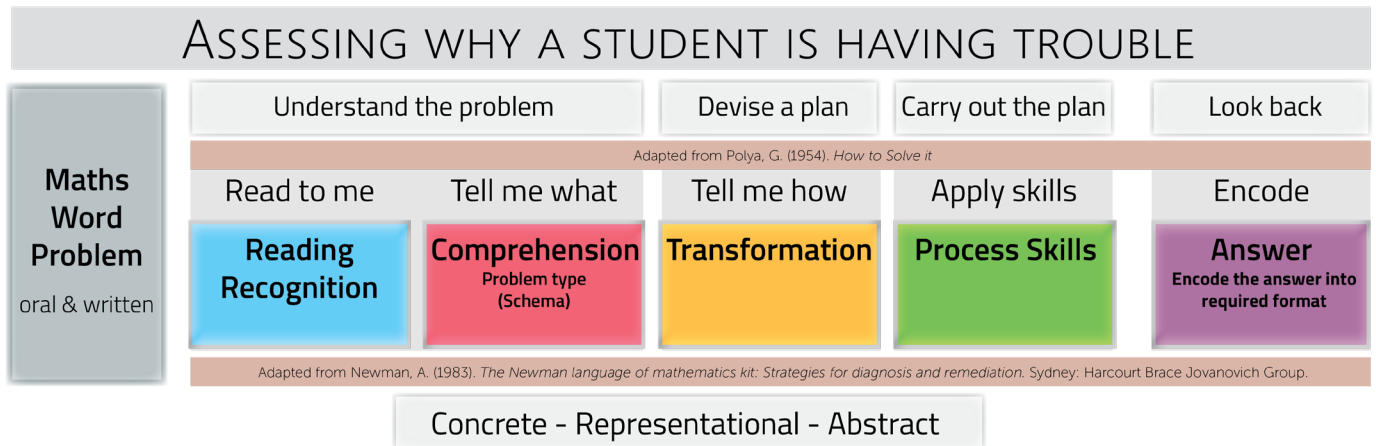 ASSESSING WHY A STUDENT IS HAVING TROUBLE
Maths
Word
Problem
oral & written
Understand the problem
Devise a plan
Carry out the plan
Look back
Adapted from Polya, G. (1954). How to Solve it
Read to me
Tell me what
Tell me how
Apply skills
Encode
Reading
Recognition
Comprehension
Problem type
(Schema)
Transformation
Process Skills
Answer
Encode the answer into
required format
Adapted from Newman, A. (1983). The Newman language of mathematics kit: Strategies for diagnosis and remediation. Sydney: Harcourt Brace Jovanovich Group.
Concrete - Representational - Abstract